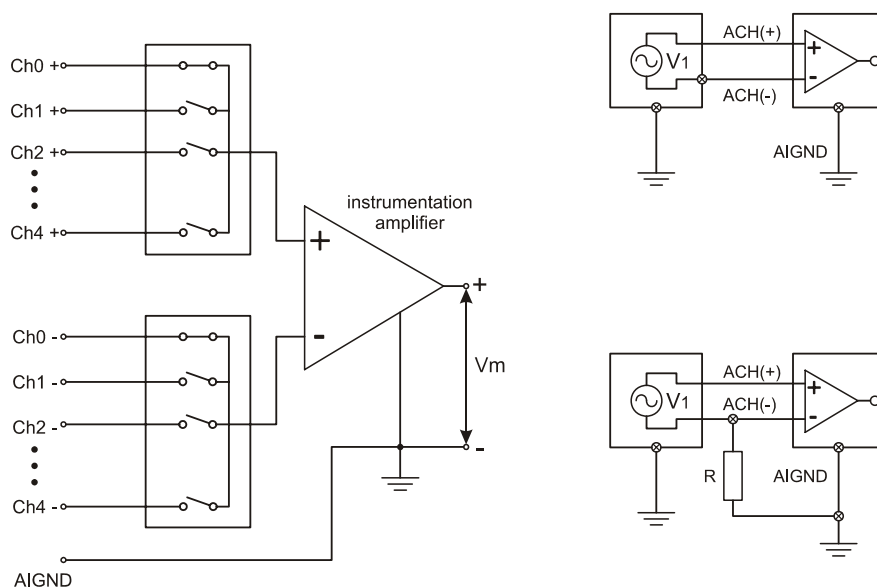 Ch0 +
Ch1 +
Ch2 +
Ch4 +
instrumentation
amplifier
+
-
+
Vm
-
Ch0 -
Ch1 -
Ch2 -
Ch4 -
AIGND
V1
ACH(+)
ACH(-)
+
-
AIGND
V1
ACH(+)
ACH(-)
+
-
R
AIGND